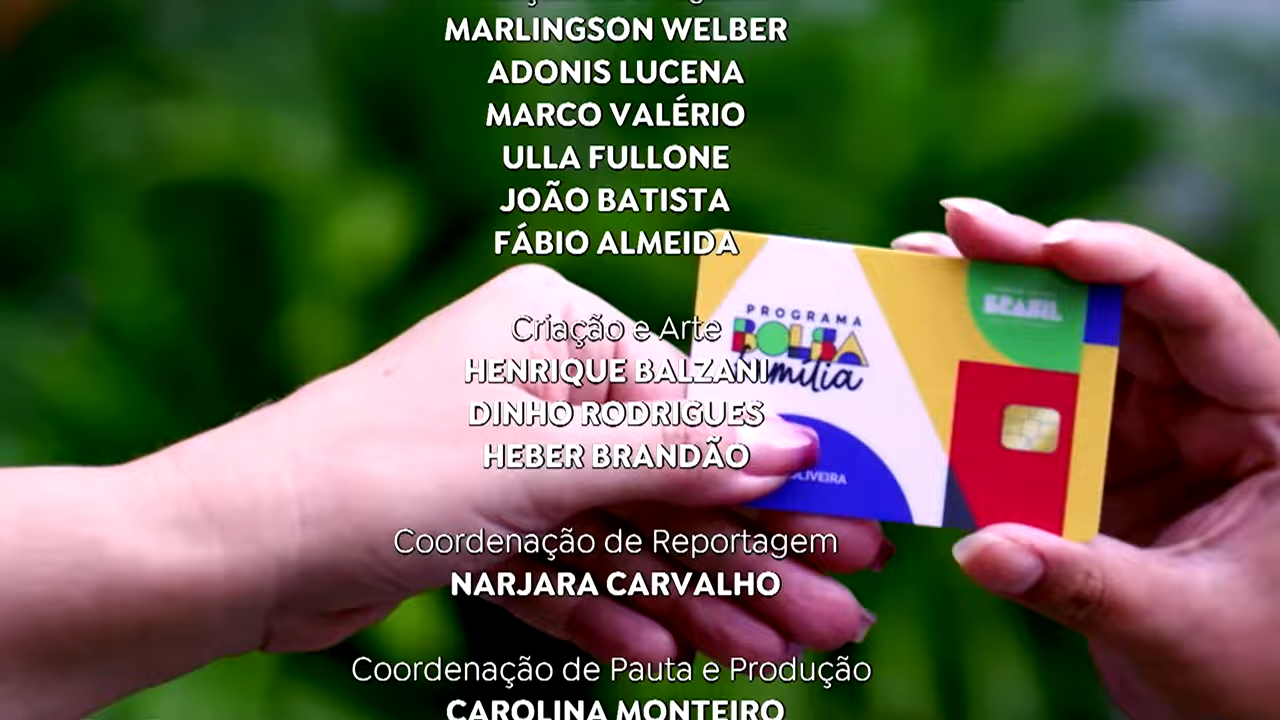 MARLINGSON WELBER
ADONIS LUCENA
MARCO VALÉRIO
ULLA FULLONE
JOÃO BATISTA
FÁBIO ALMEIDA
Criação e Arte
HENRIQUE BALZANI
DINHO RODRIGUES
HEBER BRANDÃO
Coordenação de Reportagem
NARJARA CARVALHO
Coordenação de Pauta e Produção
CAROLINA MONTEIRO
PROGRAMA
BOLSA
família
BRASIL
OLIVEIRA